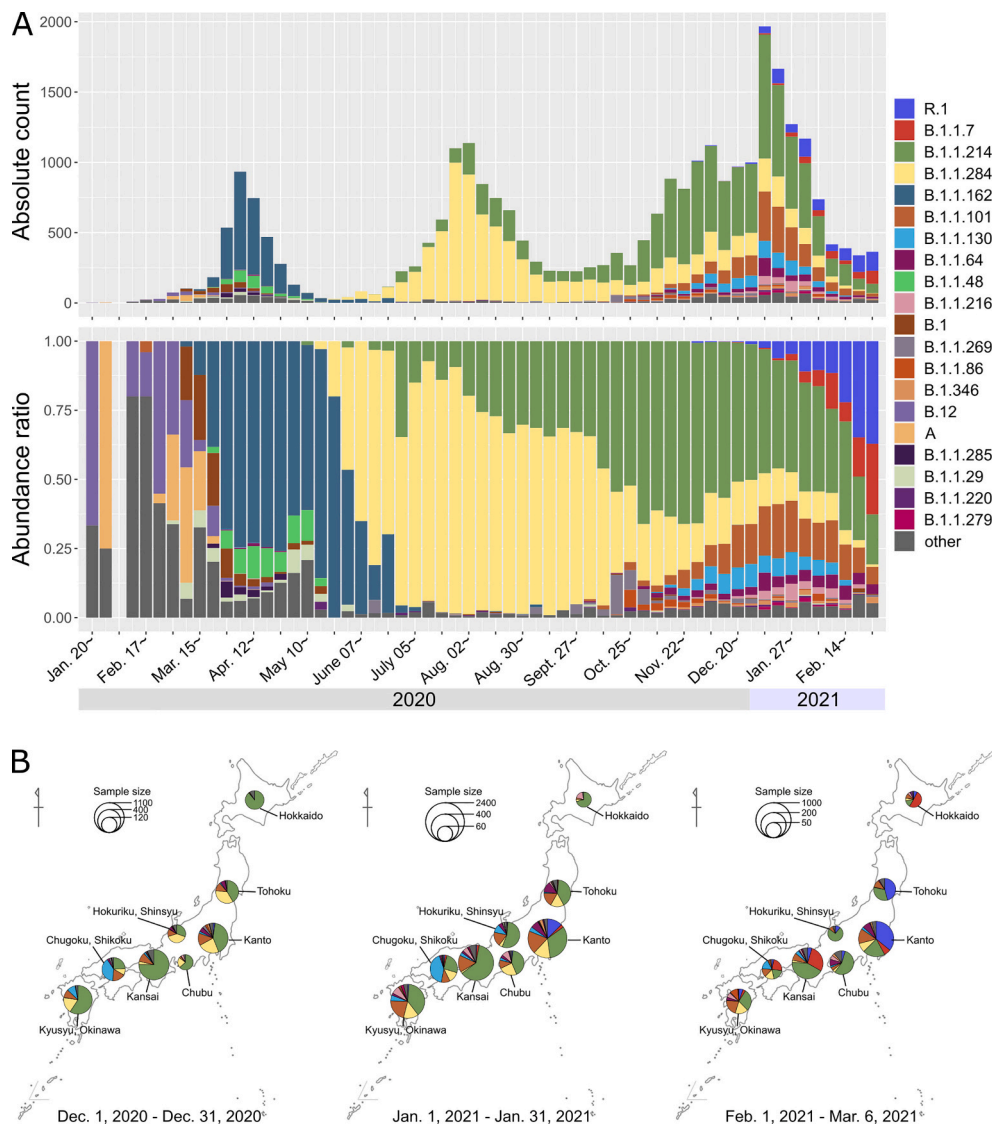 A
Absolute count
2000
1500
1000
500
0
Abundance ratio
1.00
0.75
0.50
0.25
0.00
Jan. 20~
Feb. 17~
Mar. 15~
Apr. 12~
May 10~
June 07~
July 05~
Aug. 02~
Aug. 30~
Sept. 27~
Oct. 25~
Nov. 22~
Dec. 20~
Jan. 27~
Feb. 14~
2020
2021
R.1
B.1.1.7
B.1.1.214
B.1.1.284
B.1.1.162
B.1.1.101
B.1.1.130
B.1.1.64
B.1.1.48
B.1.1.216
B.1
B.1.1.269
B.1.1.86
B.1.346
B.12
A
B.1.1.285
B.1.1.29
B.1.1.220
B.1.1.279
other
B
Sample size
1100
400
120
Hokkaido
Tohoku
Hokuriku, Shinsyu
Chugoku, Shikoku
Kanto
Kansai
Chubu
Kyusyu, Okinawa
Dec. 1, 2020 - Dec. 31, 2020
Sample size
2400
400
60
Hokkaido
Tohoku
Hokuriku, Shinsyu
Chugoku, Shikoku
Kanto
Kansai
Chubu
Kyusyu, Okinawa
Jan. 1, 2021 - Jan. 31, 2021
Sample size
1000
200
50
Hokkaido
Tohoku
Hokuriku, Shinsyu
Chugoku, Shikoku
Kanto
Kansai
Chubu
Kyusyu, Okinawa
Feb. 1, 2021 - Mar. 6, 2021